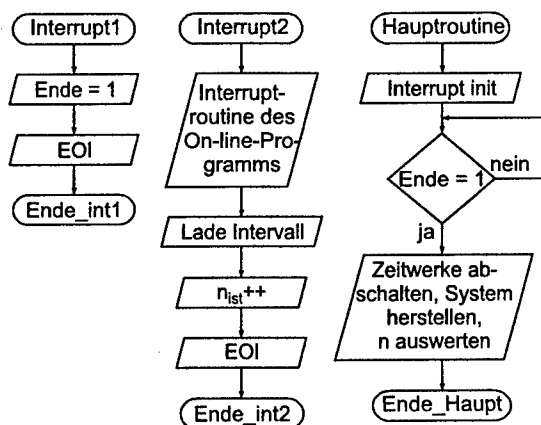 Interrupt1
Ende = 1
EOI
Ende_int1
Interrupt2
Interrupt-
routine des
On-line-Pro-
gramms
Lade Intervall
nist++
EOI
Ende_int2
Hauptroutine
Interrupt init
Ende = 1
nein
ja
Zeitwerke ab-
schalten, System
herstellen,
n auswerten
Ende_Haupt